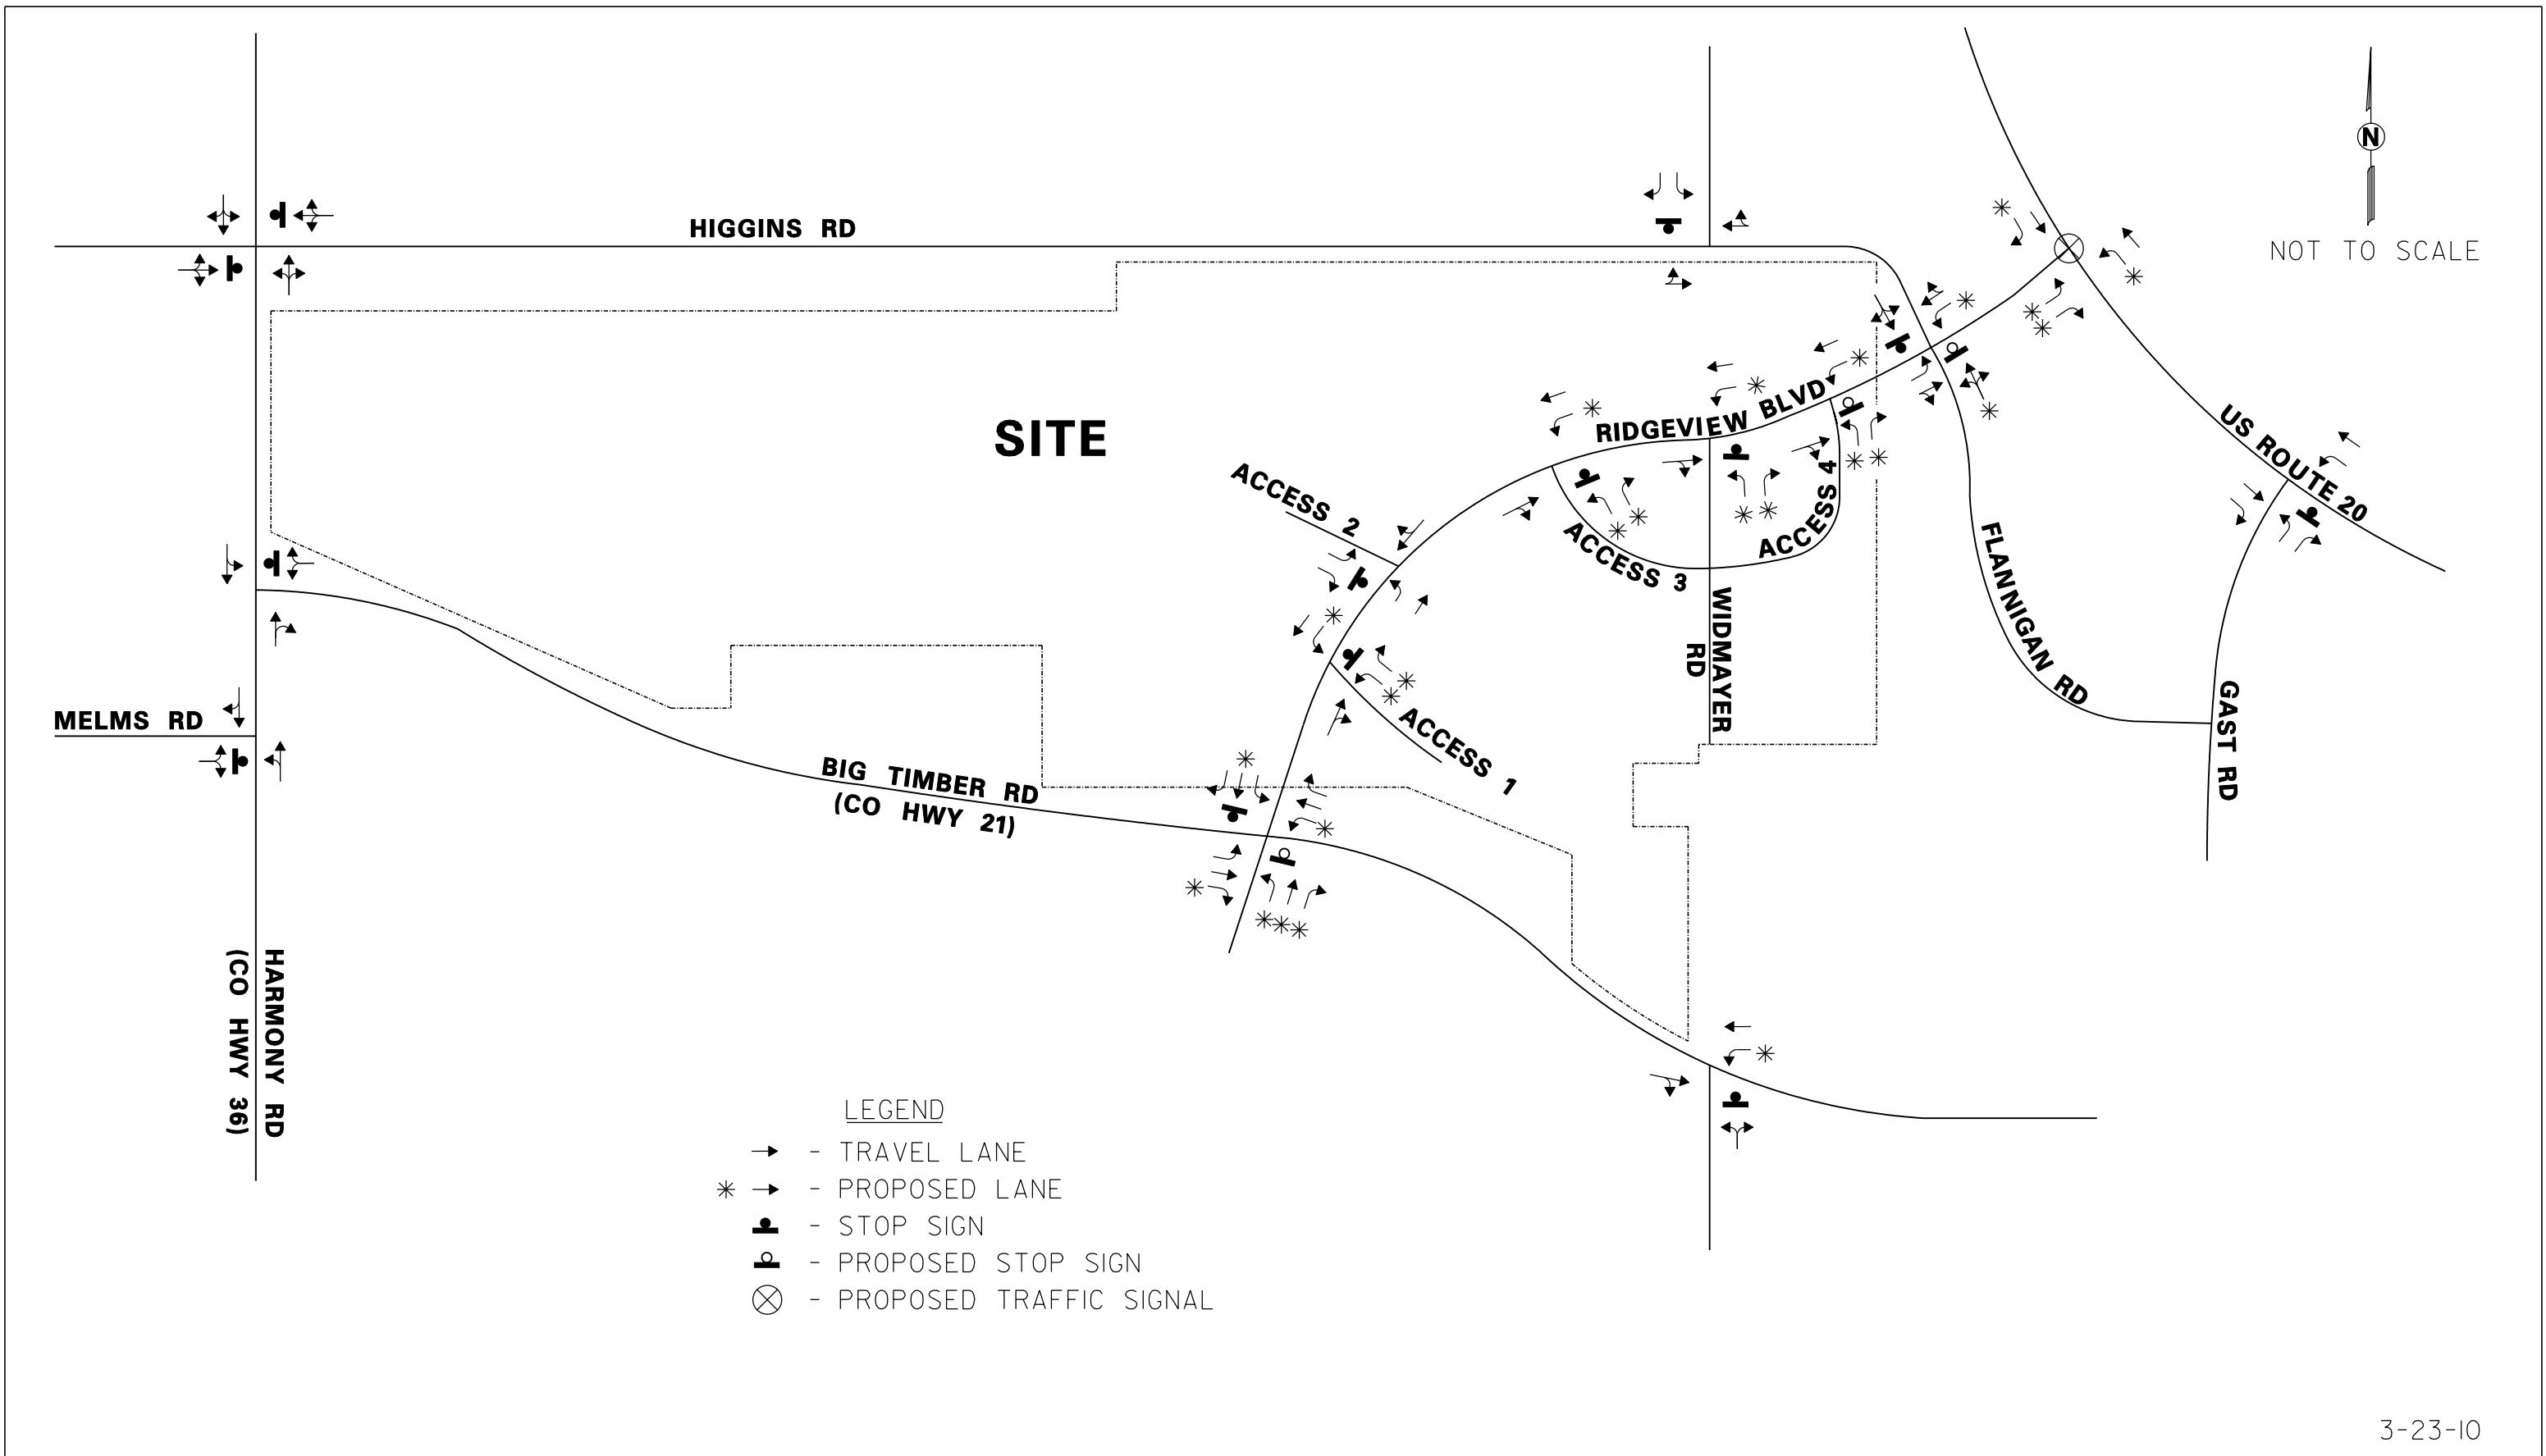 N
NOT TO SCALE
HIGGINS RD
SITE
RIDGEVIEW BLVD
US ROUTE 20
ACCESS 2
ACCESS 4
ACCESS 3
FLANNIGAN RD
WIDMAYER
RD
GAST RD
MELMS RD
ACCESS 1
BIG TIMBER RD
(CO HWY 21)
HARMONY RD
(CO HWY 36)
LEGEND
- TRAVEL LANE
- PROPOSED LANE
- STOP SIGN
- PROPOSED STOP SIGN
- PROPOSED TRAFFIC SIGNAL
3-23-10